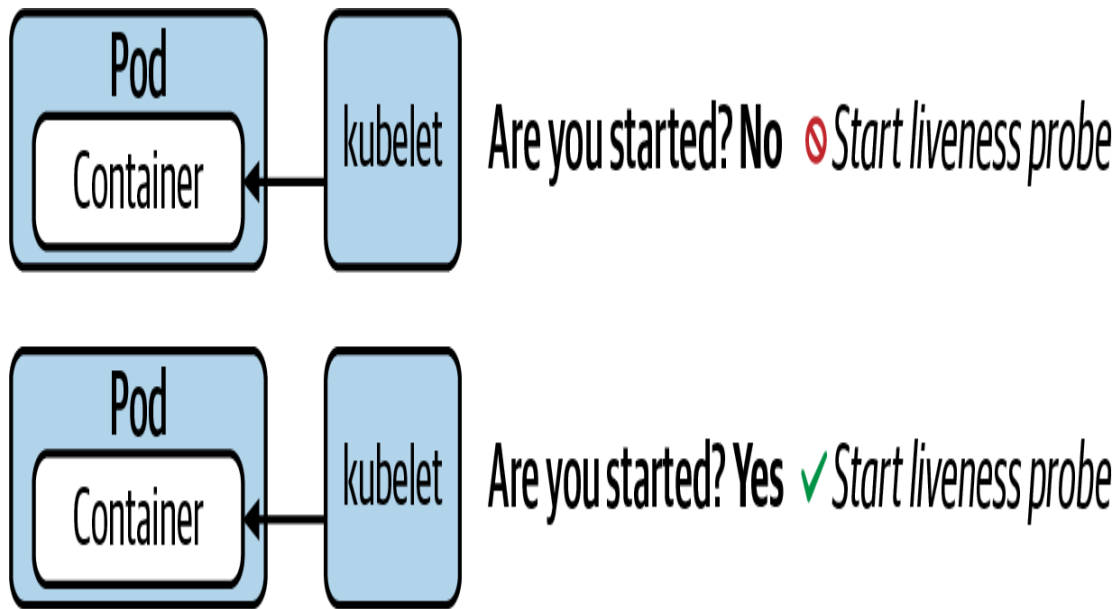 Pod
Container
kubelet
Are you started? No Start liveness probe
Pod
Container
kubelet
Are you started? Yes Start liveness probe